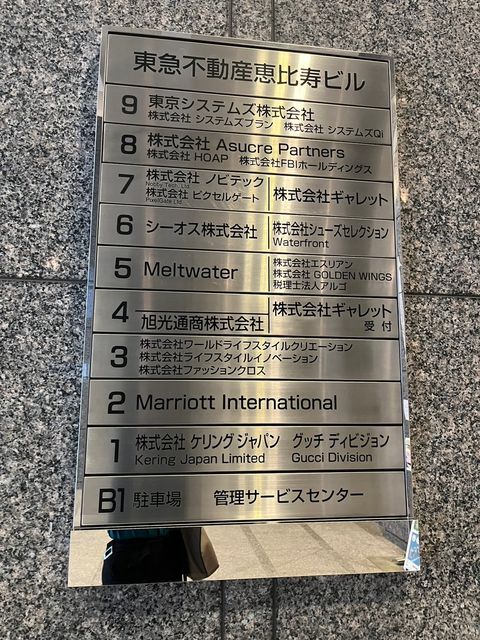 東急不動産恵比寿ビル
9 東京システムズ株式会社
株式会社 システムズプラン 株式会社 システムズQi
8 株式会社 Asucre Partners
株式会社 HOAP 株式会社FBIホールディングス
7 株式会社 ノビテック
Nobby Tech. Ltd.
株式会社 ピクセルゲート
PixelGate Ltd.
株式会社ギャレット
6 シーオス株式会社
株式会社シューズセレクション
Waterfront
5 Meltwater
株式会社エスリアン
株式会社 GOLDEN WINGS
税理士法人アルゴ
4 旭光通商株式会社
株式会社ギャレット
受 付
3 株式会社ワールドライフスタイルクリエーション
株式会社ライフスタイルイノベーション
株式会社ファッションクロス
2 Marriott International
1 株式会社 ケリング ジャパン グッチ ディビジョン
Kering Japan Limited Gucci Division
B1 駐車場 管理サービスセンター